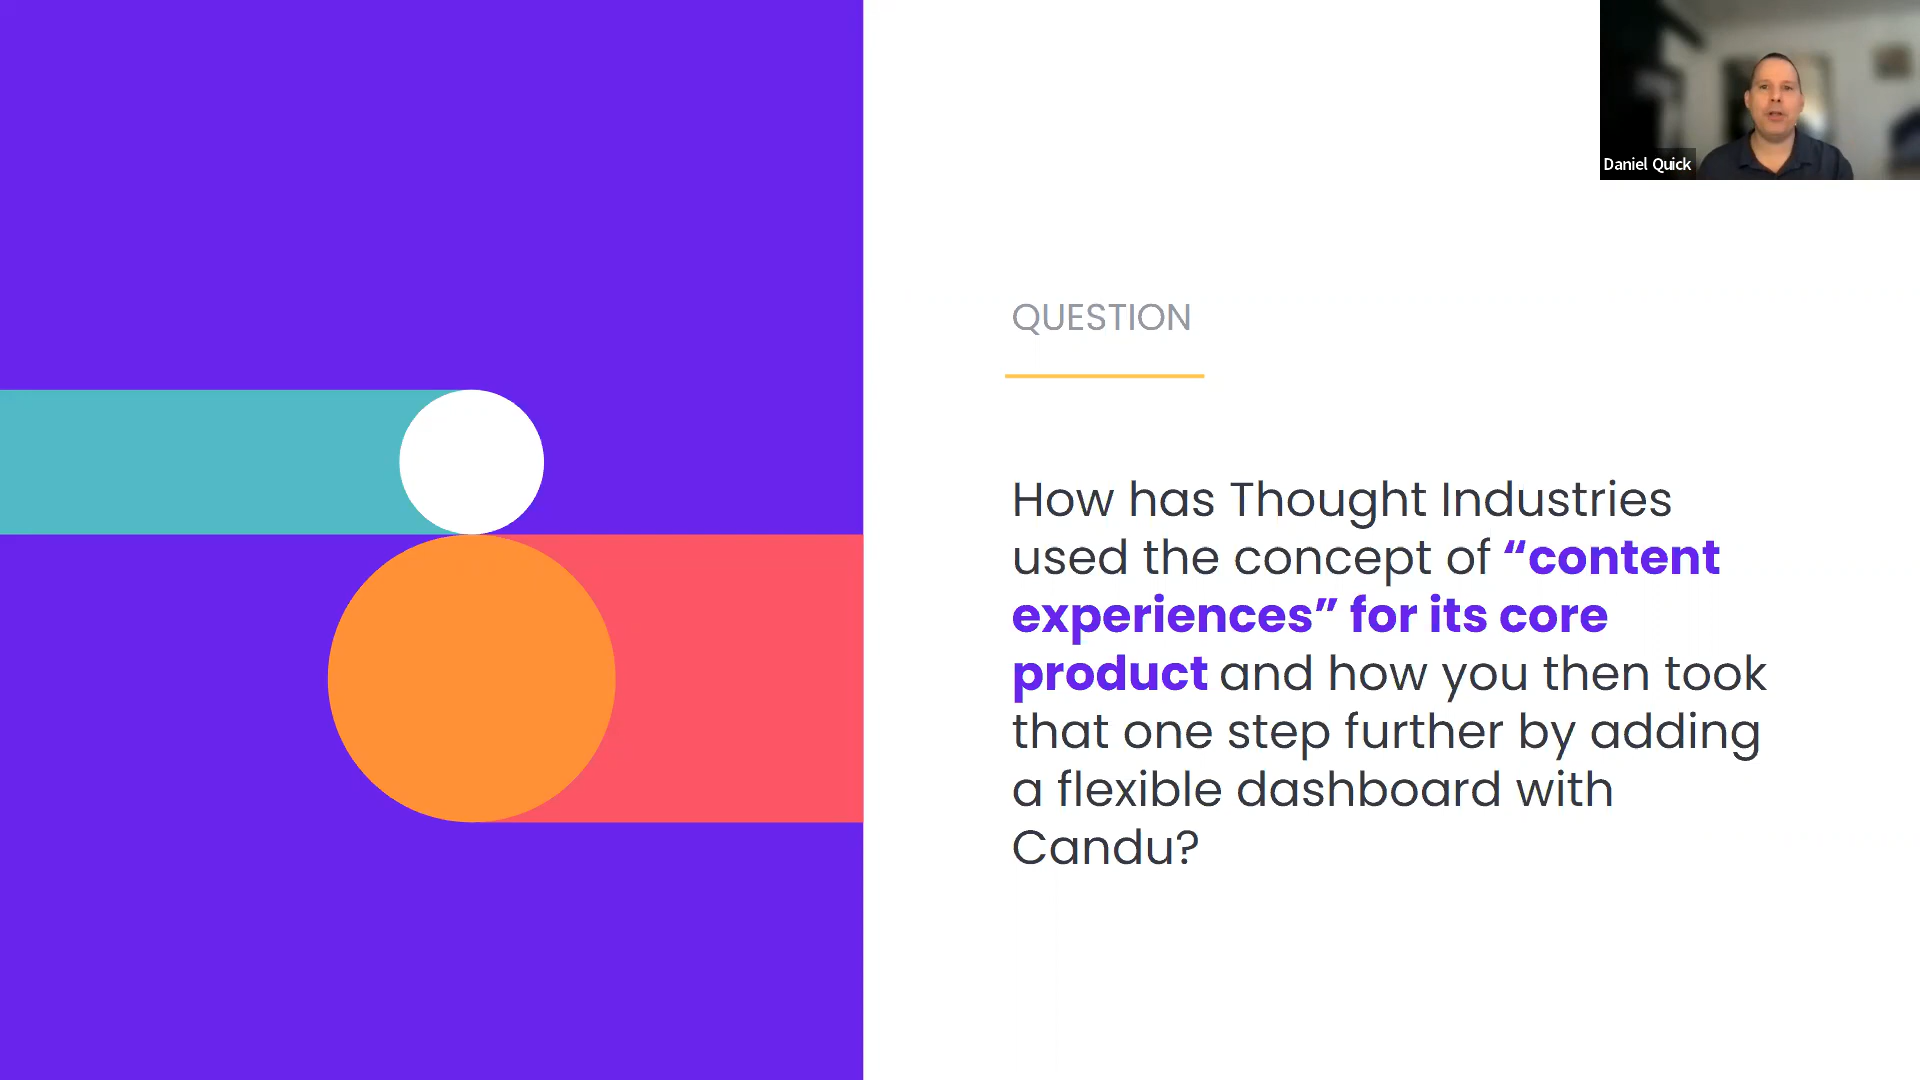 Daniel Quick
QUESTION
How has Thought Industries
used the concept of “content
experiences” for its core
product and how you then took
that one step further by adding
a flexible dashboard with
Candu?